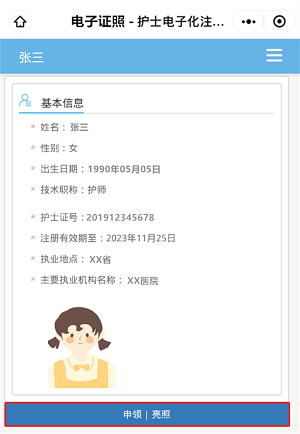 电子证照 - 护士电子化注...
张三
基本信息
* 姓名：张三
* 性别：女
* 出生日期：1990年05月05日
* 技术职称：护师
* 护士证号：201912345678
* 注册有效期至：2023年11月25日
* 执业地点：XX省
* 主要执业机构名称：XX医院
申领 | 亮照